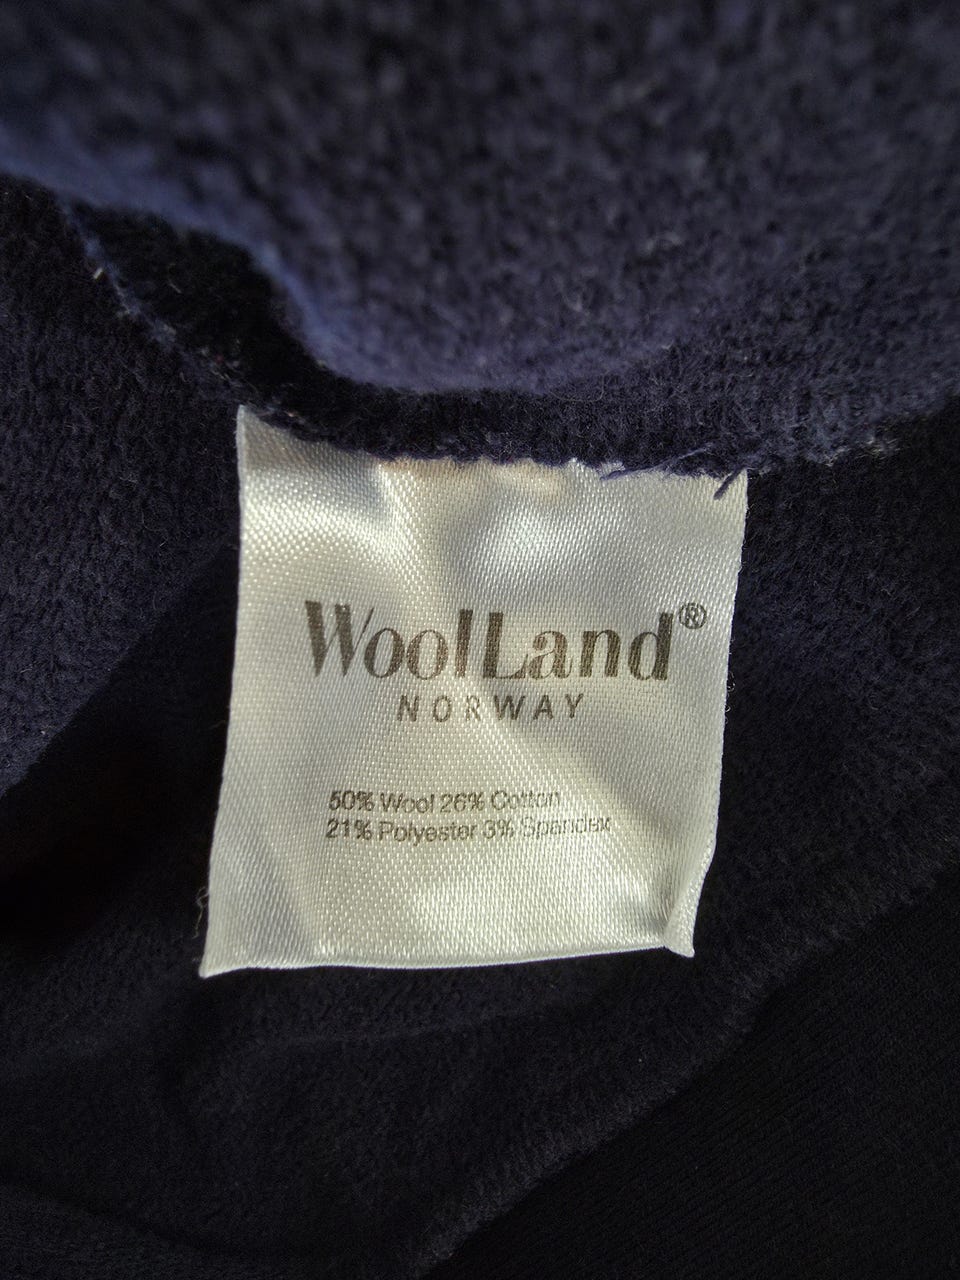 WoolLand®
NORWAY
50% Wool 26% Cotton
21% Polyester 3% Spandex